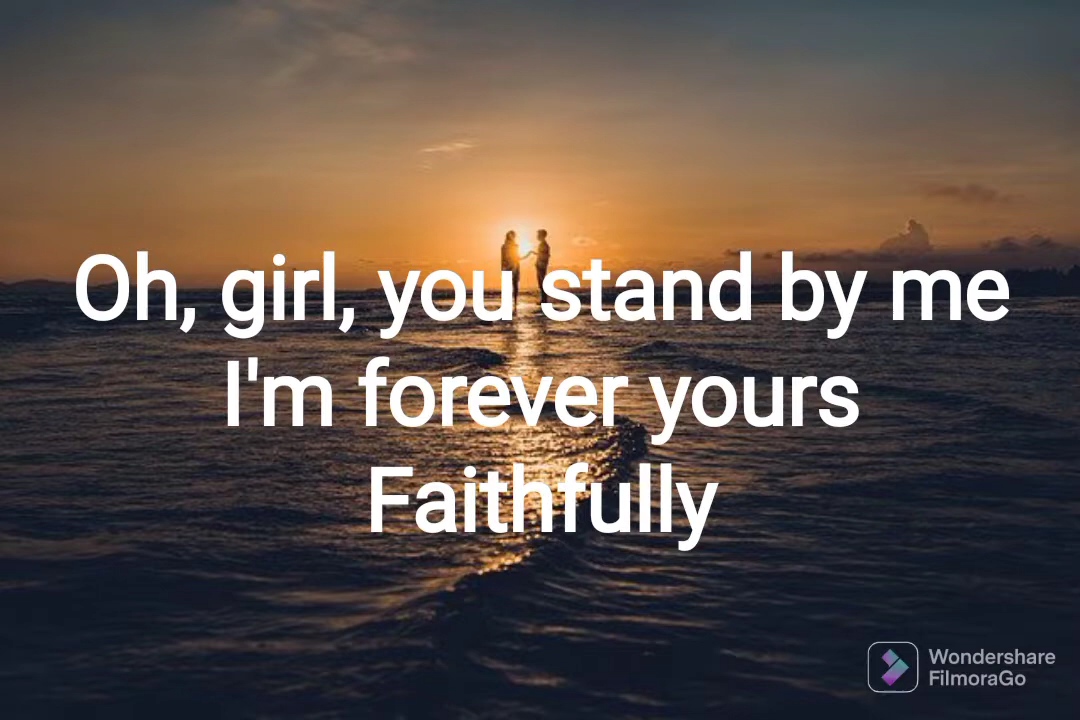 Oh, girl, you stand by me
I'm forever yours
Faithfully
Wondershare
FilmoraGo